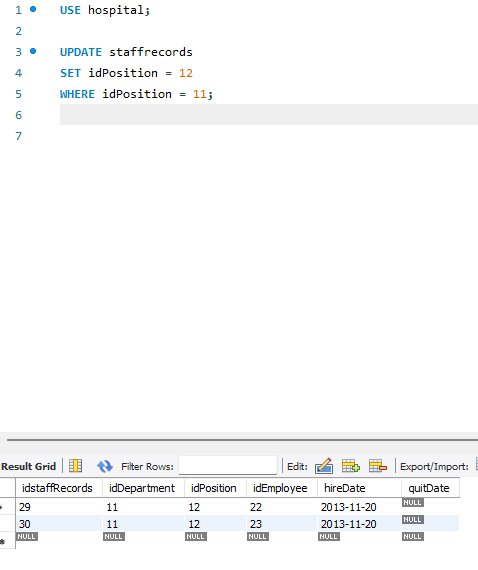 1 USE hospital;
2
3 UPDATE staffrecords
4 SET idPosition = 12
5 WHERE idPosition = 11;
6
7
Result Grid Filter Rows: Edit: Export/Import:
idstaffRecords idDepartment idPosition idEmployee hireDate quitDate
29 11 12 22 2013-11-20 NULL
30 11 12 23 2013-11-20 NULL
NULL NULL NULL NULL NULL NULL